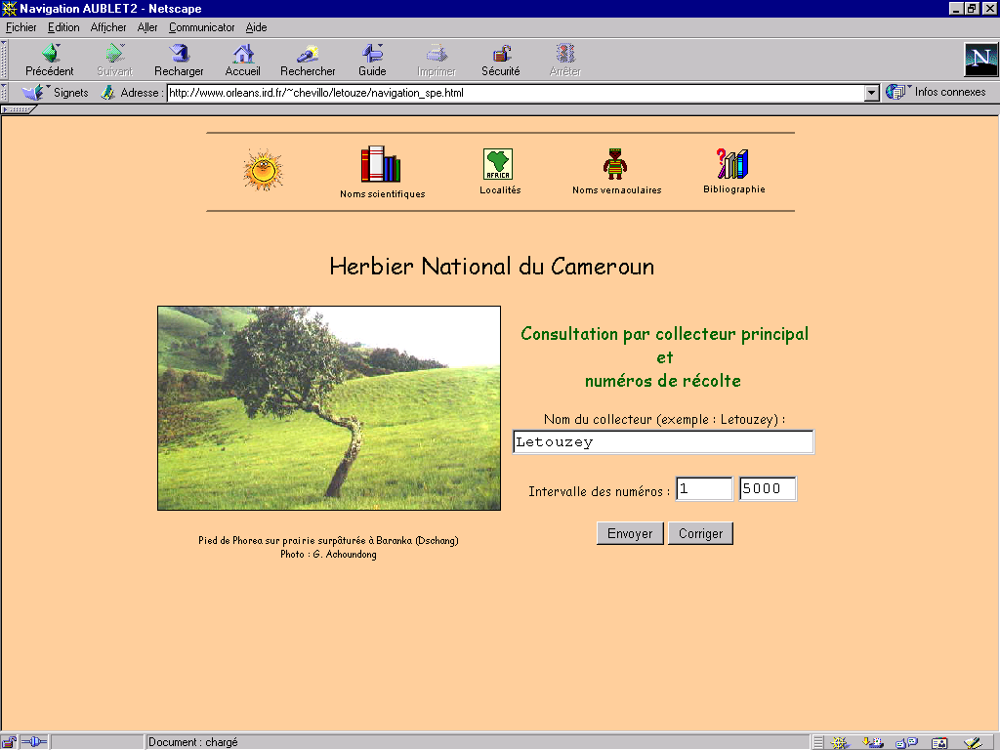 Navigation AUBLET2 - Netscape
Fichier Edition Afficher Aller Communicator Aide
Précédent Suivant Recharger Accueil Rechercher Guide Imprimer Sécurité Arrêter
N
Signets Adresse : http://www.orleans.ird.fr/~chevillo/letouze/navigation_spe.html Infos connexes
AFRICA
Noms scientifiques Localités Noms vernaculaires Bibliographie
Herbier National du Cameroun
Consultation par collecteur principal
et
numéros de récolte
Nom du collecteur (exemple : Letouzey) :
Letouzey
Intervalle des numéros : 1 5000
Envoyer Corriger
Pied de Phorea sur prairie surpâturée à Baranka (Dschang)
Photo : G. Achoundong
Document : chargé